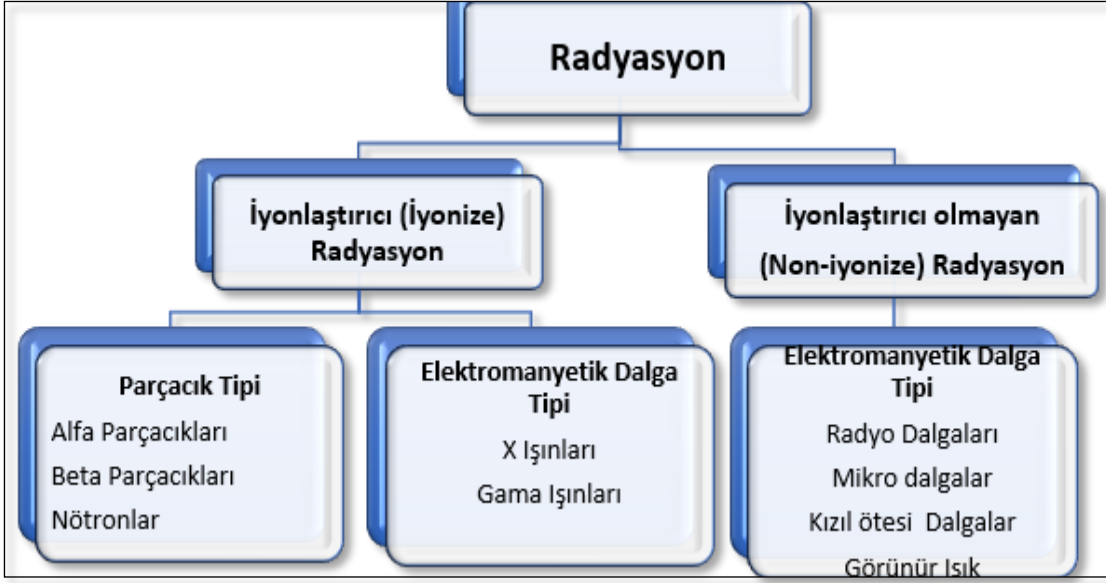 Radyasyon
İyonlaştırıcı (İyonize)
Radyasyon
İyonlaştırıcı olmayan
(Non-iyonize) Radyasyon
Parçacık Tipi
Alfa Parçacıkları
Beta Parçacıkları
Nötronlar
Elektromanyetik Dalga
Tipi
X Işınları
Gama Işınları
Elektromanyetik Dalga
Tipi
Radyo Dalgaları
Mikro dalgalar
Kızıl ötesi Dalgalar
Görünür Işık